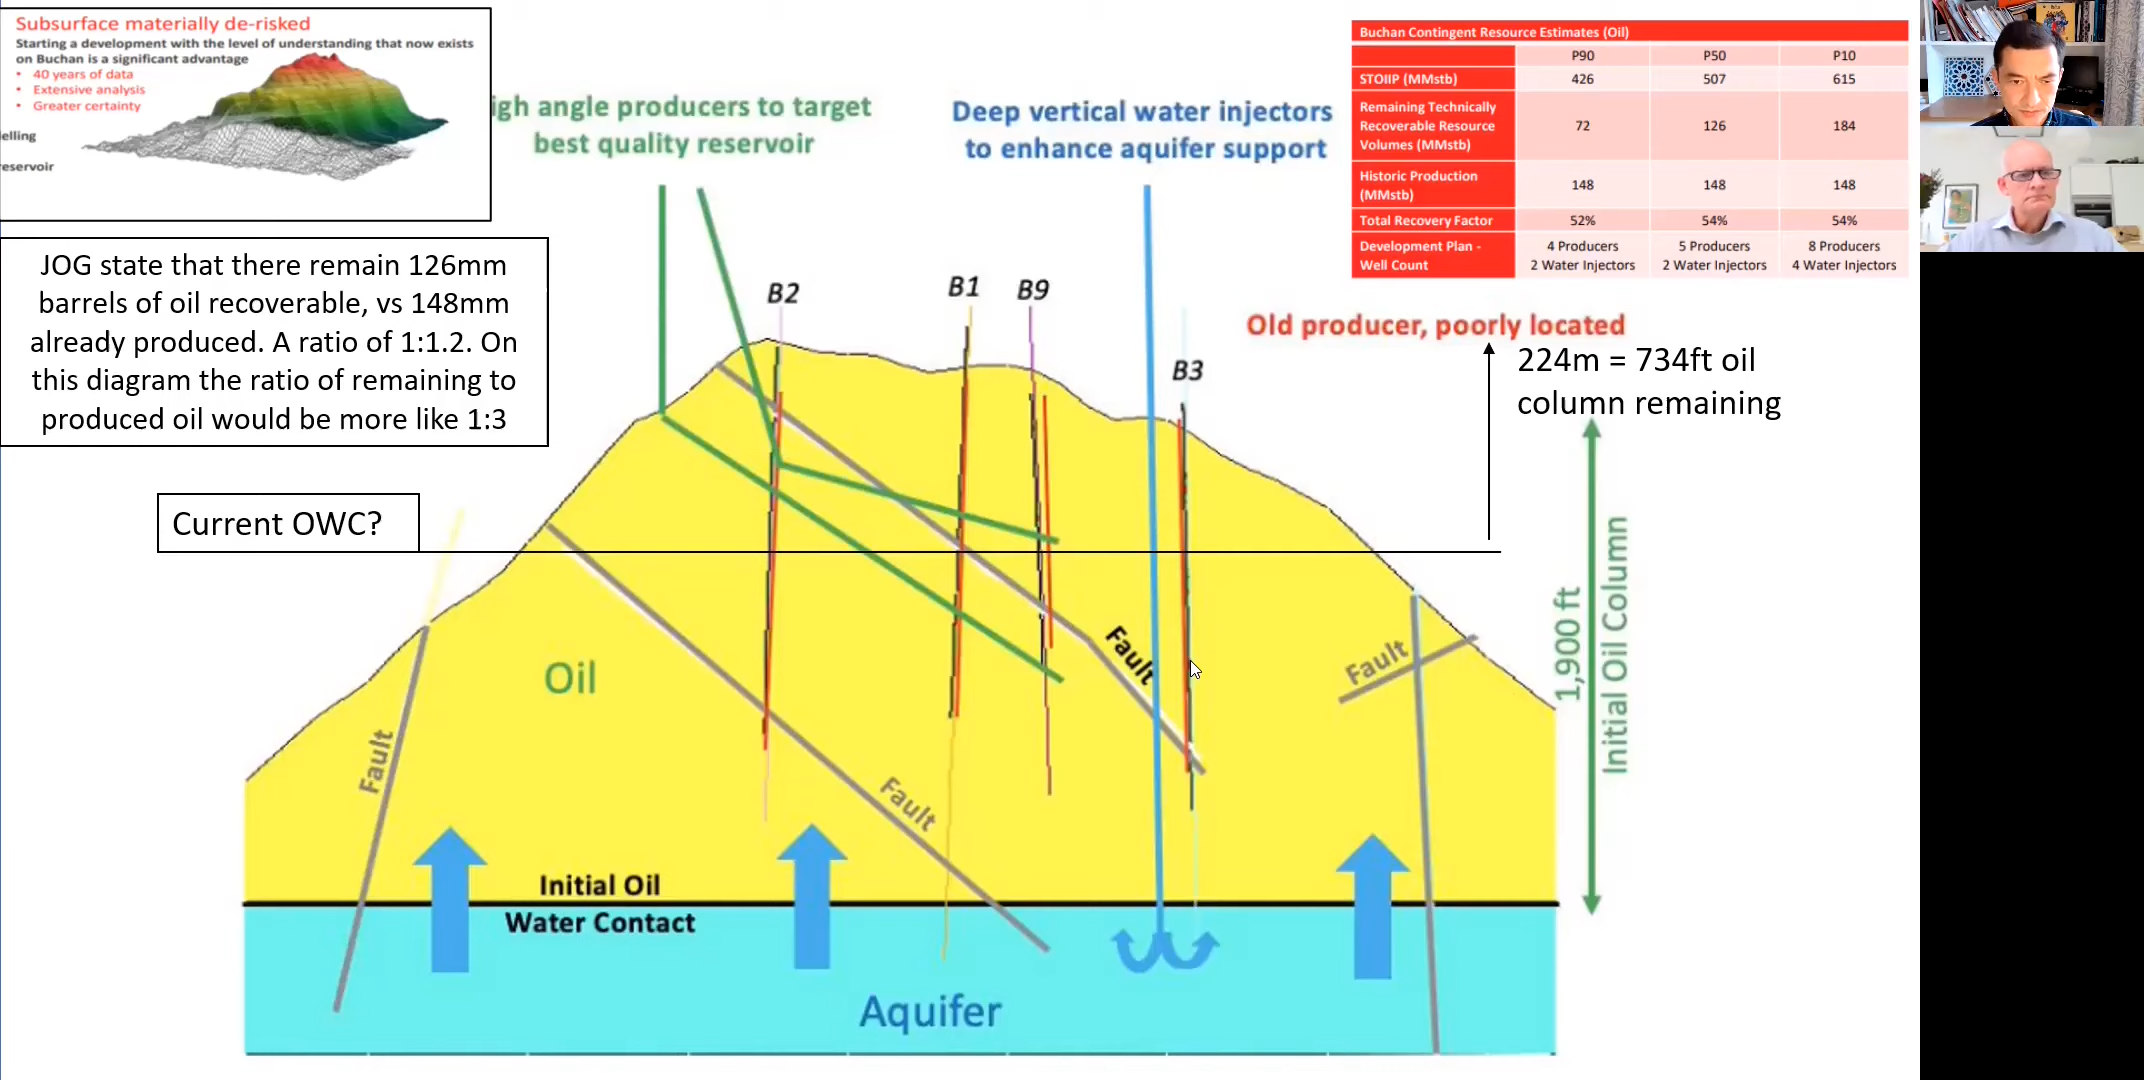 Subsurface materially de-risked
Starting a development with the level of understanding that now exists
on Buchan is a significant advantage
• 40 years of data
• Extensive analysis
• Greater certainty
elling
eservoir
JOG state that there remain 126mm
barrels of oil recoverable, vs 148mm
already produced. A ratio of 1:1.2. On
this diagram the ratio of remaining to
produced oil would be more like 1:3
Current OWC?
igh angle producers to target
best quality reservoir
Deep vertical water injectors
to enhance aquifer support
Buchan Contingent Resource Estimates (Oil)
P90 P50 P10
STOIIP (MMstb) 426 507 615
Remaining Technically
Recoverable Resource
Volumes (MMstb)
72 126 184
Historic Production
(MMstb)
148 148 148
Total Recovery Factor 52% 54% 54%
Development Plan -
Well Count
4 Producers 5 Producers 8 Producers
2 Water Injectors 2 Water Injectors 4 Water Injectors
B2
B1
B9
B3
Old producer, poorly located
224m = 734ft oil
column remaining
1,900 ft
Initial Oil Column
Oil
Fault
Fault
Fault
Fault
Initial Oil
Water Contact
Aquifer